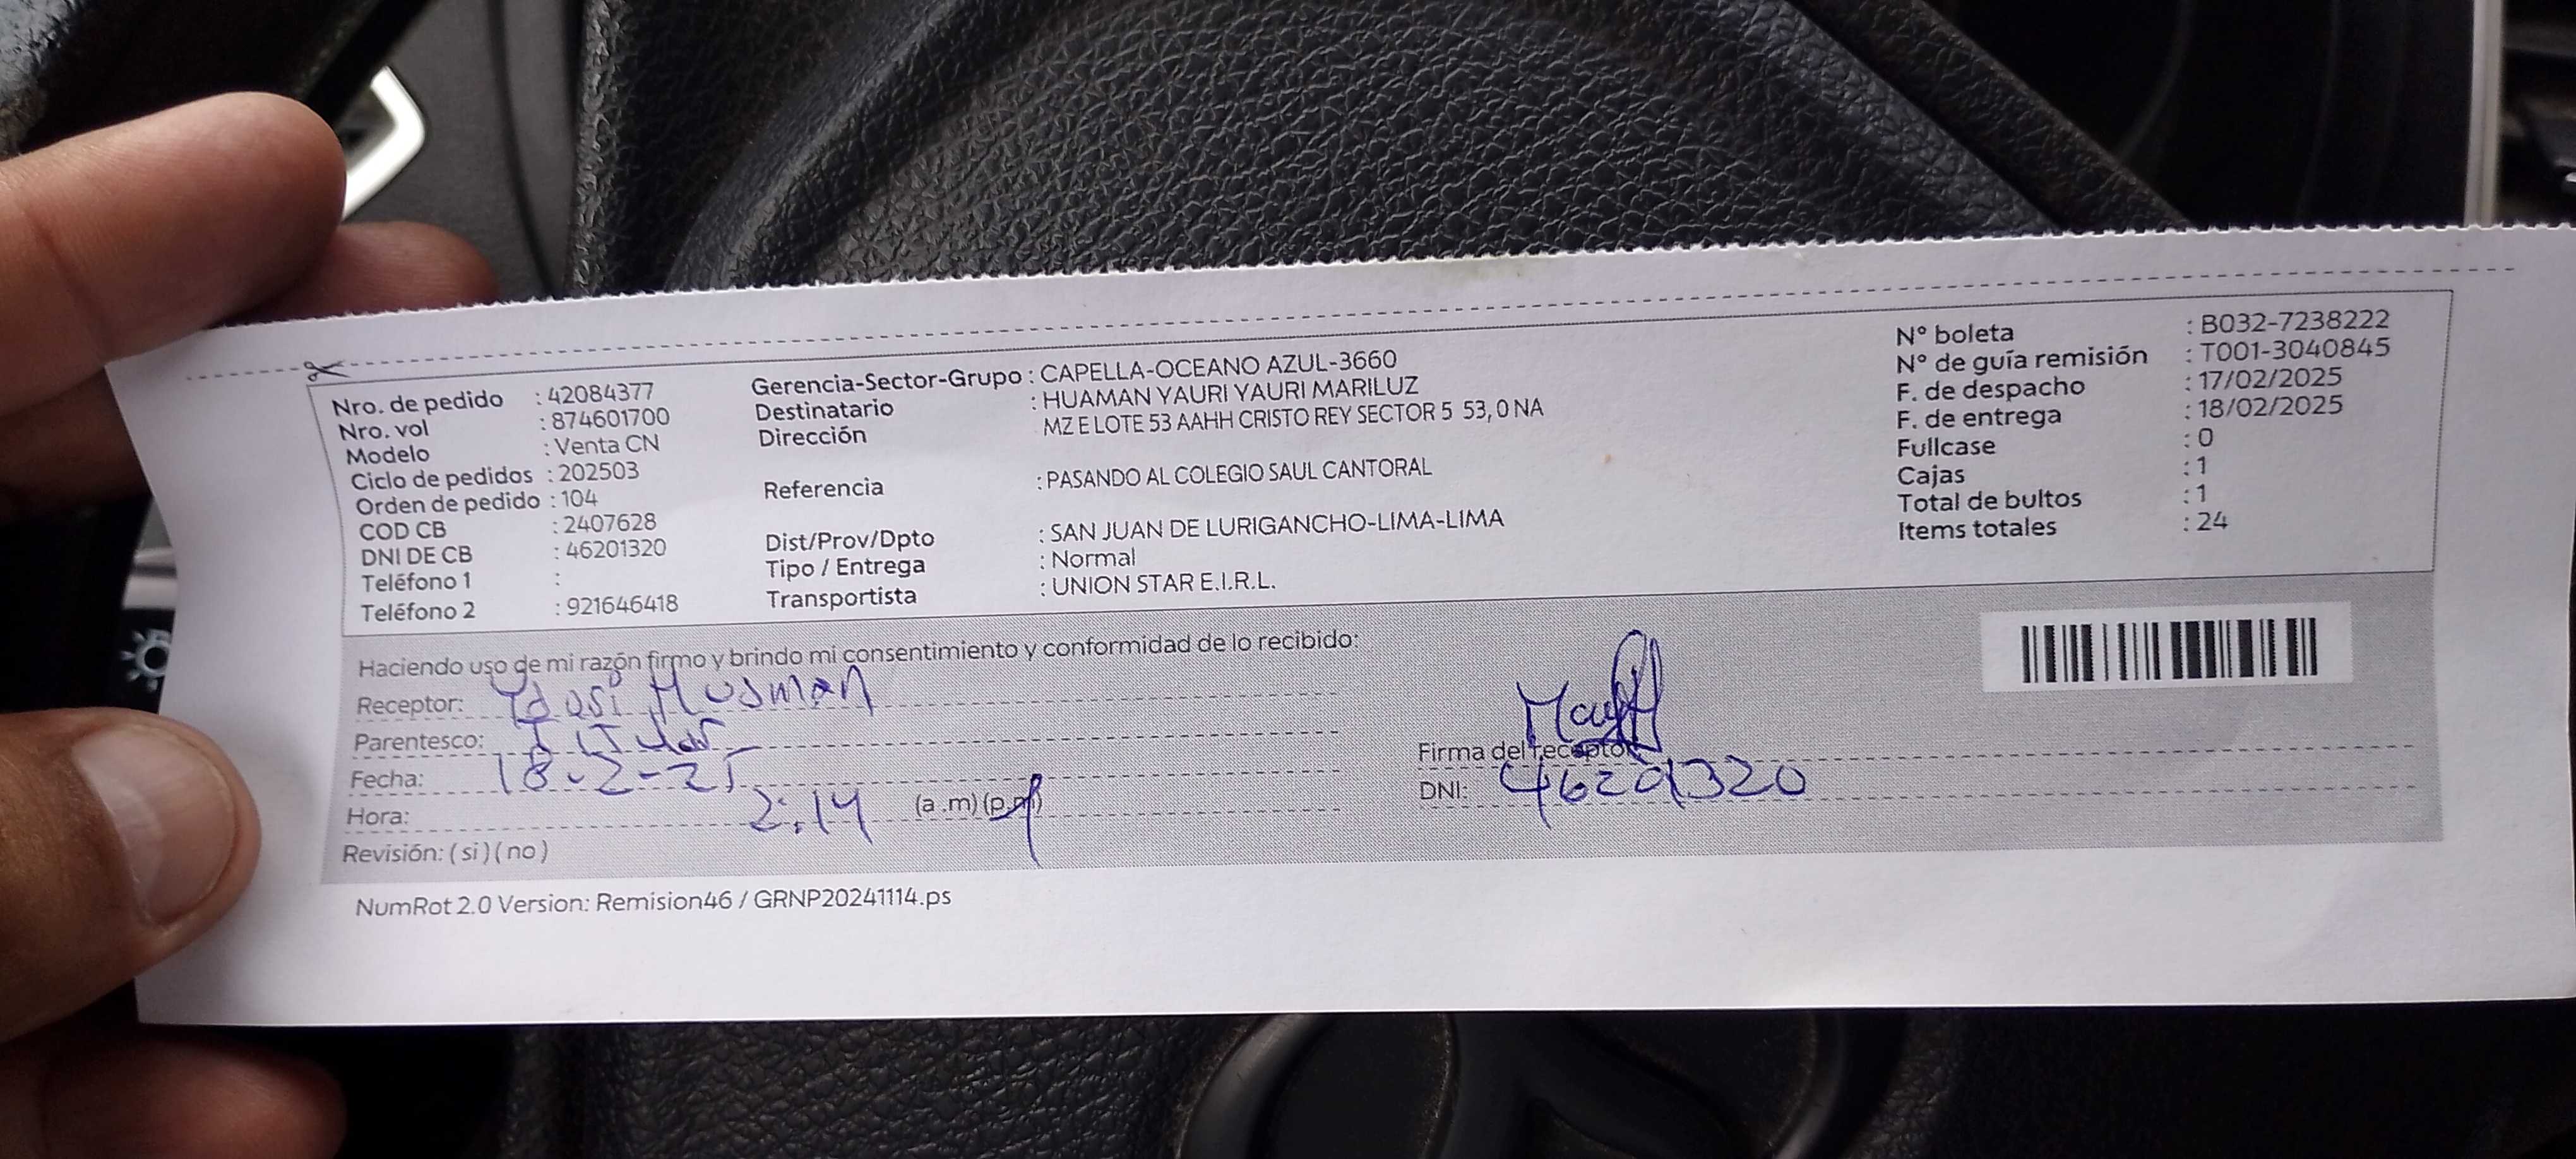 Nro. de pedido : 42084377
Nro. vol : 874601700
Modelo : Venta CN
Ciclo de pedidos : 202503
Orden de pedido : 104
COD CB : 2407628
DNI DE CB : 46201320
Teléfono 1 :
Teléfono 2 : 921646418
Gerencia-Sector-Grupo : CAPELLA-OCEANO AZUL-3660
Destinatario : HUAMAN YAURI YAURI MARILUZ
Dirección MZ E LOTE 53 AAHH CRISTO REY SECTOR 5 53, 0 NA
Referencia : PASANDO AL COLEGIO SAUL CANTORAL
Dist/Prov/Dpto : SAN JUAN DE LURIGANCHO-LIMA-LIMA
Tipo / Entrega : Normal
Transportista : UNION STAR E.I.R.L.
N° boleta : B032-7238222
N° de guía remisión : T001-3040845
F. de despacho : 17/02/2025
F. de entrega : 18/02/2025
Fullcase : 0
Cajas : 1
Total de bultos : 1
Items totales : 24
Haciendo uso de mi razón firmo y brindo mi consentimiento y conformidad de lo recibido:
Receptor:
Parentesco: Titular
Fecha: 18-2-25
Hora: 2:14 (a.m) (p.m)
Revisión: ( si ) ( no )
Firma del receptor
DNI: 46201320
NumRot 2.0 Version: Remision46 / GRNP20241114.ps